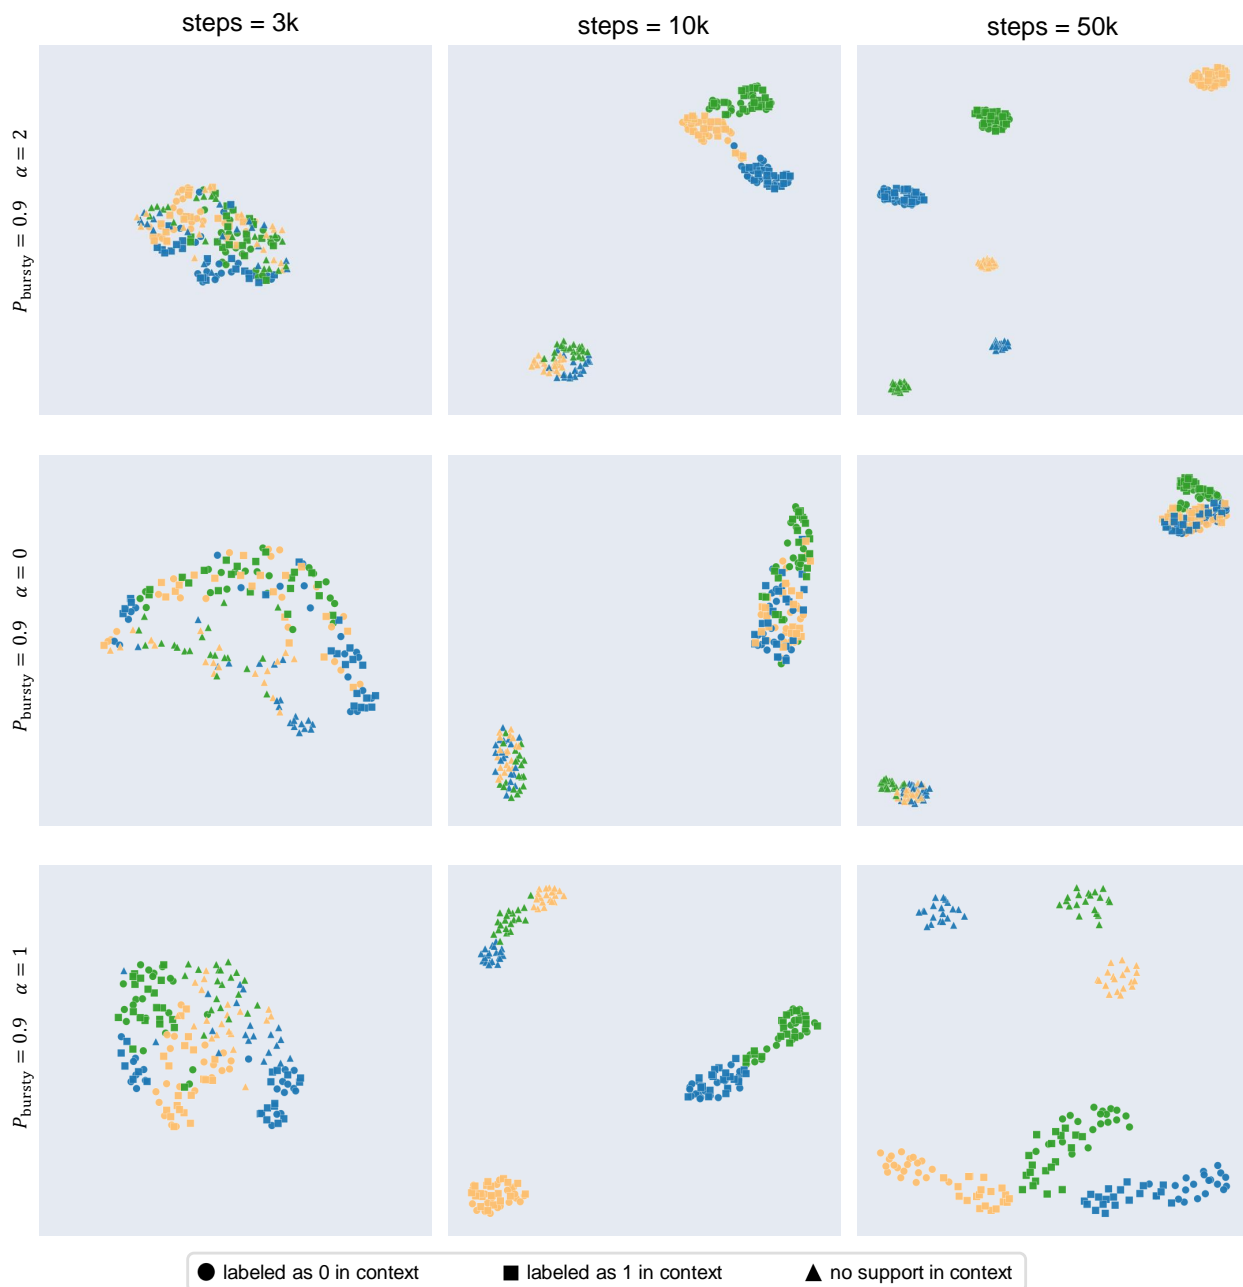 steps = 3k
steps = 10k
steps = 50k
P_bursty = 0.9 α = 2
P_bursty = 0.9 α = 0
P_bursty = 0.9 α = 1
labeled as 0 in context
labeled as 1 in context
no support in context